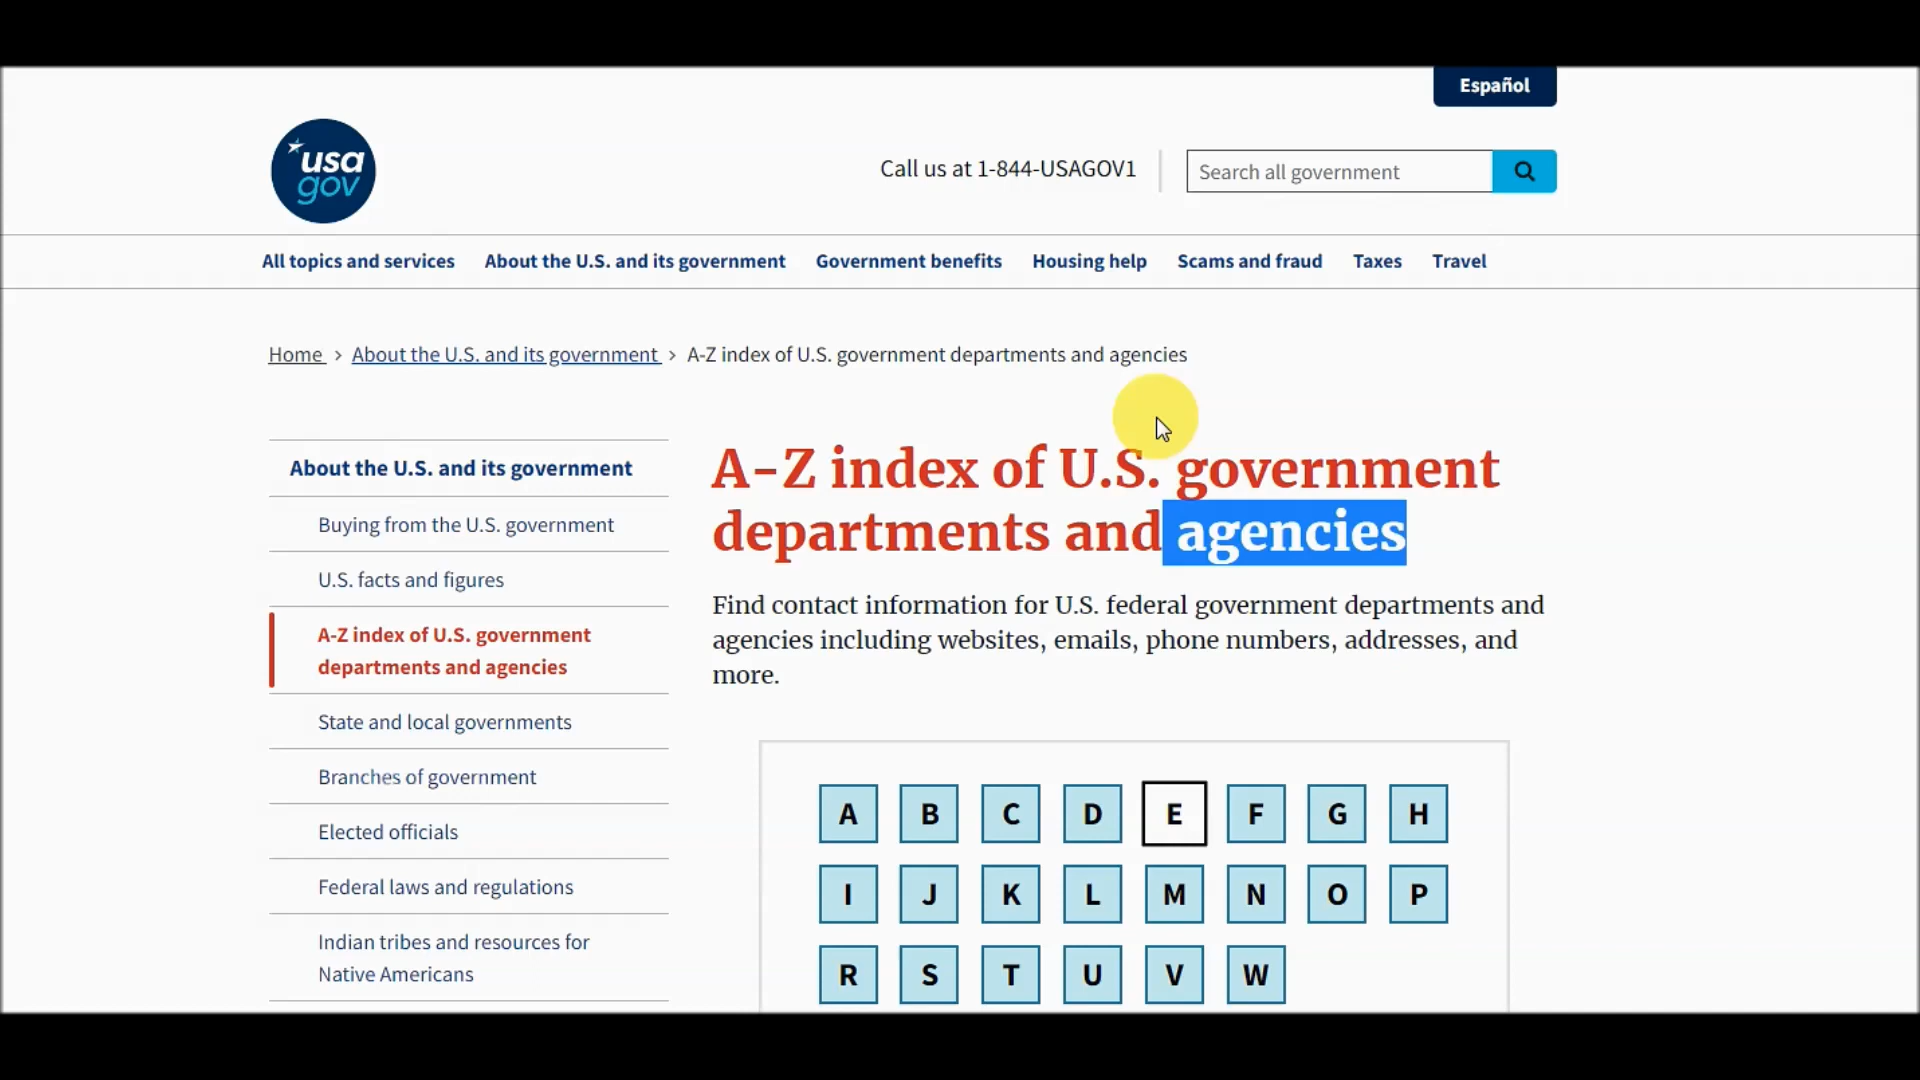 Español
usa
gov
Call us at 1-844-USAGOV1
Search all government
All topics and services
About the U.S. and its government
Government benefits
Housing help
Scams and fraud
Taxes
Travel
Home › About the U.S. and its government › A-Z index of U.S. government departments and agencies
About the U.S. and its government
Buying from the U.S. government
U.S. facts and figures
A-Z index of U.S. government
departments and agencies
State and local governments
Branches of government
Elected officials
Federal laws and regulations
Indian tribes and resources for
Native Americans
A-Z index of U.S. government
departments and agencies
Find contact information for U.S. federal government departments and
agencies including websites, emails, phone numbers, addresses, and
more.
A B C D E F G H
I J K L M N O P
R S T U V W